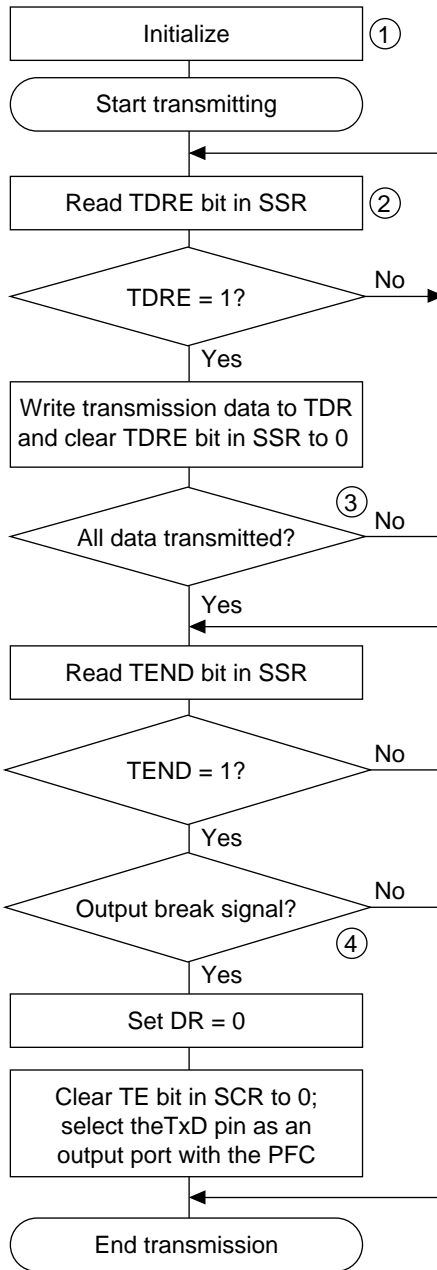 Initialize
1
Start transmitting
Read TDRE bit in SSR
2
TDRE = 1?
No
Yes
Write transmission data to TDR
and clear TDRE bit in SSR to 0
3
All data transmitted?
No
Yes
Read TEND bit in SSR
TEND = 1?
No
Yes
Output break signal?
No
4
Yes
Set DR = 0
Clear TE bit in SCR to 0;
select theTxD pin as an
output port with the PFC
End transmission